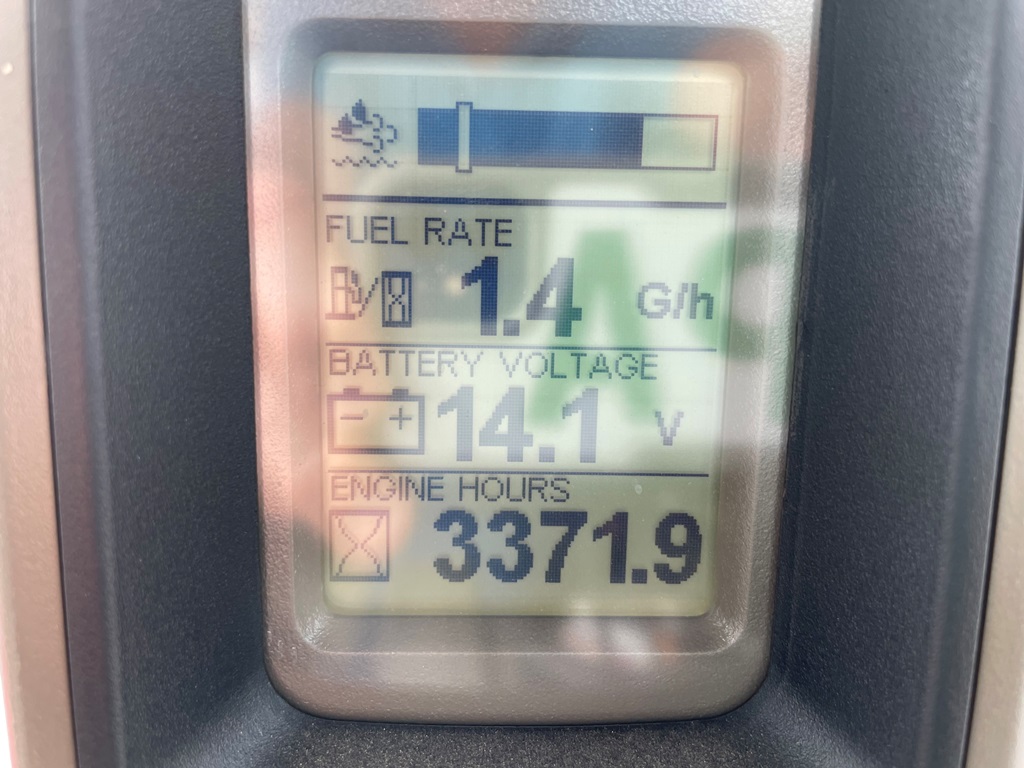 FUEL RATE
1.4 G/h
BATTERY VOLTAGE
- + 14.1 V
ENGINE HOURS
3371.9